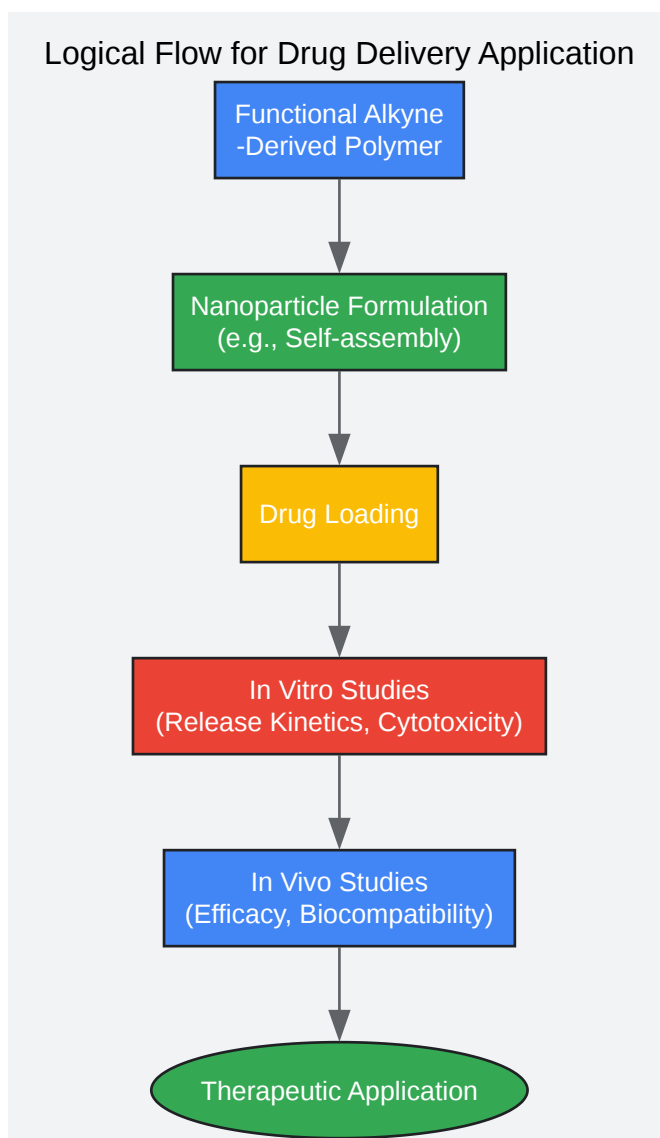 Logical Flow for Drug Delivery Application
Functional Alkyne
-Derived Polymer
Nanoparticle Formulation
(e.g., Self-assembly)
Drug Loading
In Vitro Studies
(Release Kinetics, Cytotoxicity)
In Vivo Studies
(Efficacy, Biocompatibility)
Therapeutic Application